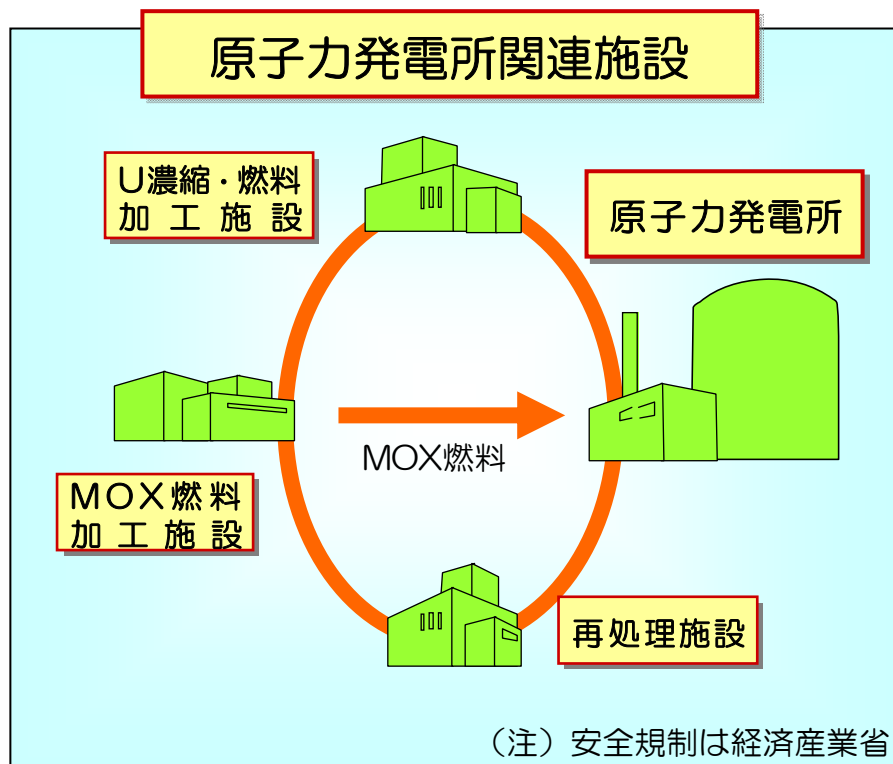 原子力発電所関連施設
U濃縮・燃料
加工施設
原子力発電所
MOX燃料
MOX燃料
加工施設
再処理施設
（注）安全規制は経済産業省